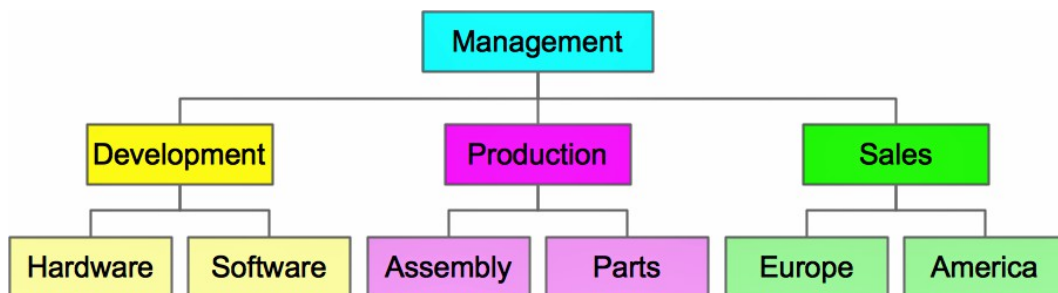 Management
Development
Production
Sales
Hardware
Software
Assembly
Parts
Europe
America